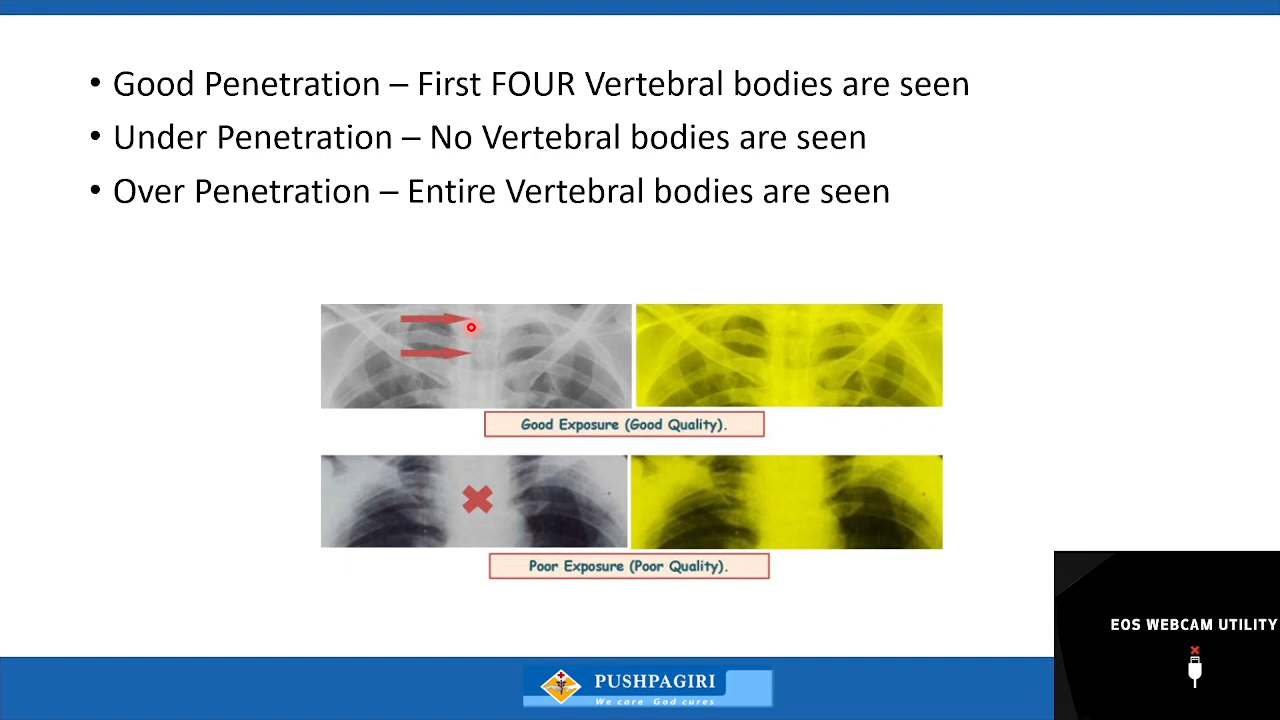 • Good Penetration – First FOUR Vertebral bodies are seen
• Under Penetration – No Vertebral bodies are seen
• Over Penetration – Entire Vertebral bodies are seen
Good Exposure (Good Quality).
Poor Exposure (Poor Quality).
EOS WEBCAM UTILITY
PUSHPAGIRI
We care God cures